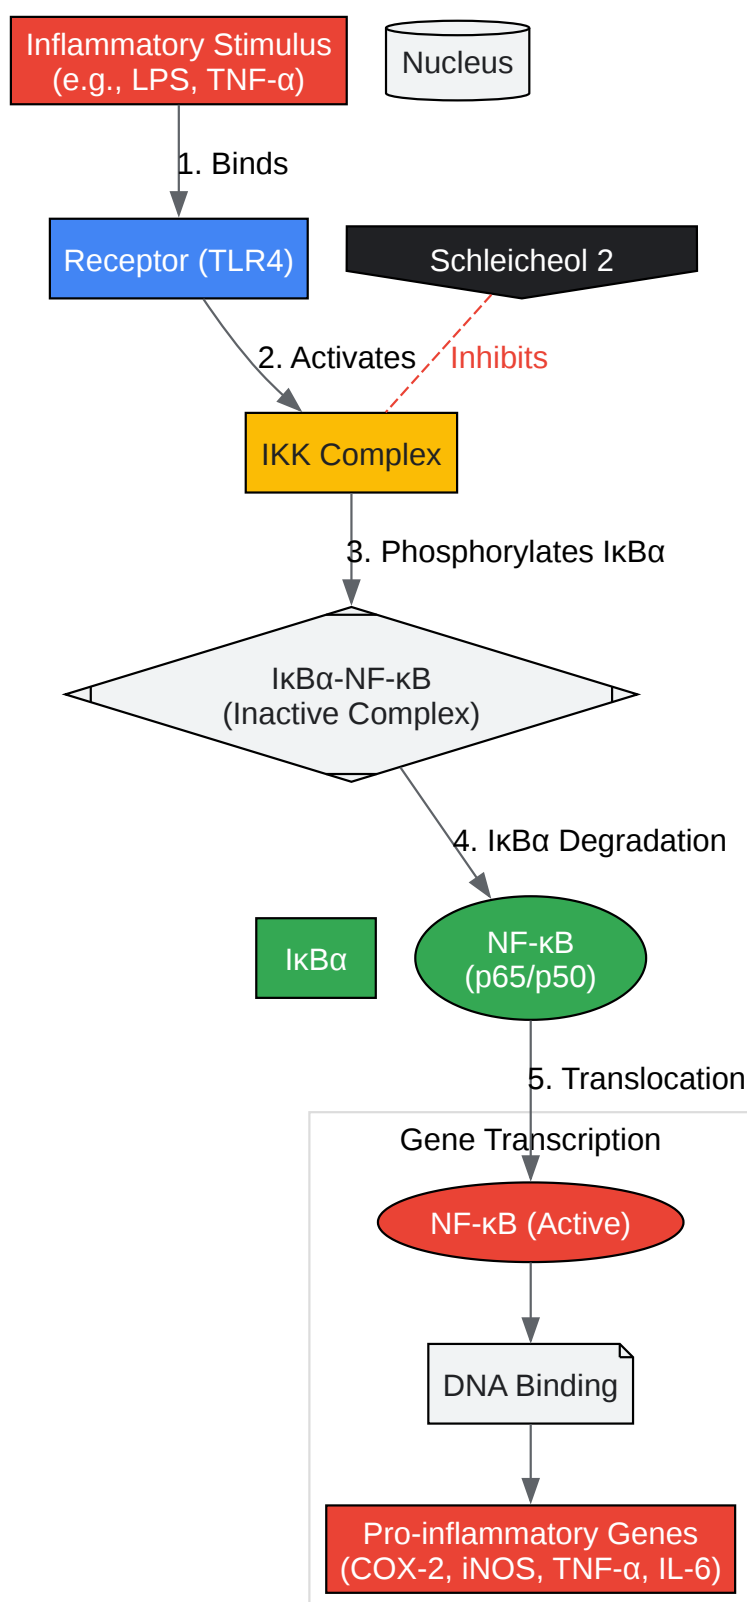 Inflammatory Stimulus
(e.g., LPS, TNF-α)
Nucleus
1. Binds
Receptor (TLR4)
Schleicheol 2
2. Activates
Inhibits
IKK Complex
3. Phosphorylates IκBα
IκBα-NF-κB
(Inactive Complex)
4. IκBα Degradation
IκBα
NF-κB
(p65/p50)
5. Translocation
Gene Transcription
NF-κB (Active)
DNA Binding
Pro-inflammatory Genes
(COX-2, iNOS, TNF-α, IL-6)